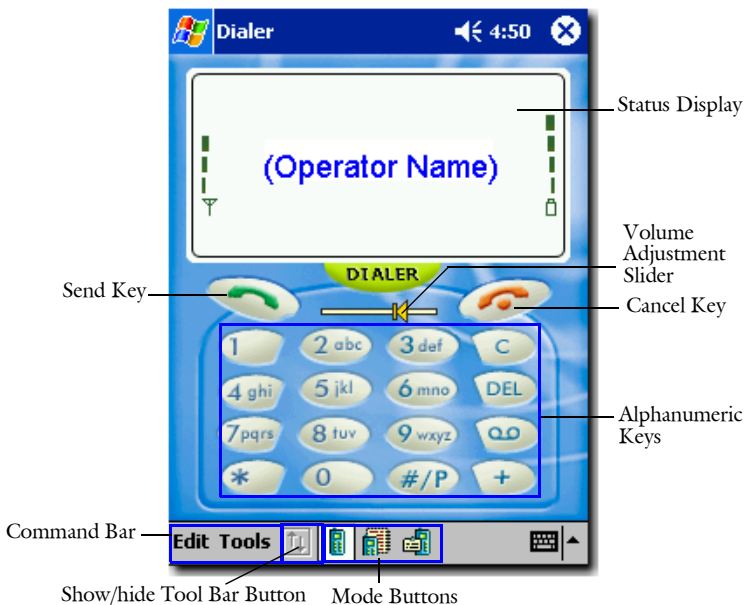 Dialer 4:50
Status Display
(Operator Name)
Volume
Adjustment
Slider
DIALER
Send Key
Cancel Key
1 2 abc 3 def C
4 ghi 5 jkl 6 mno DEL
7 pqrs 8 tuv 9 wxyz
* 0 #/P +
Alphanumeric
Keys
Command Bar
Edit Tools
Show/hide Tool Bar Button
Mode Buttons